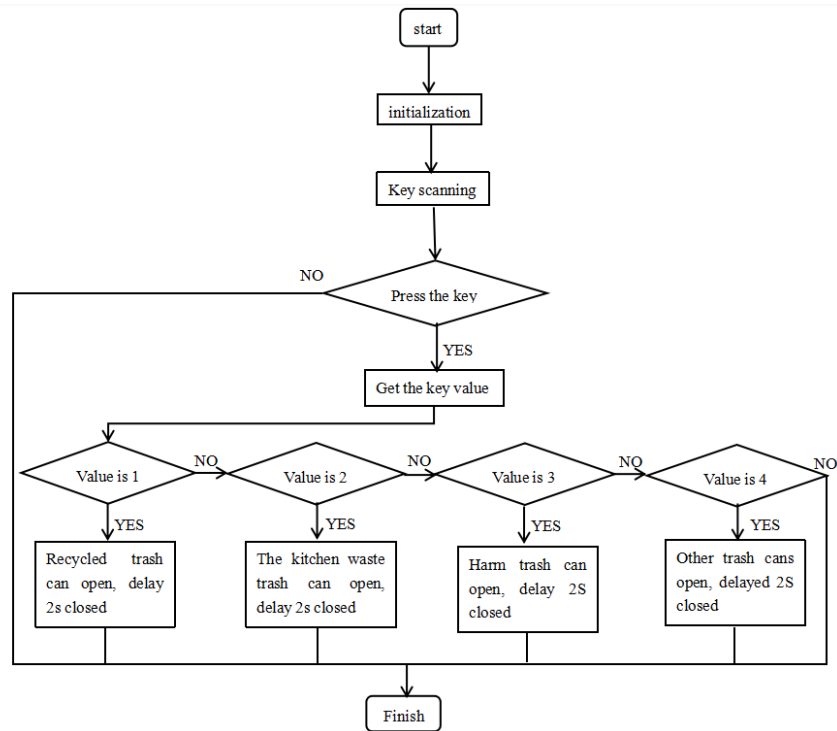 start
initialization
Key scanning
NO
Press the key
YES
Get the key value
Value is 1
NO
Value is 2
NO
Value is 3
NO
Value is 4
NO
YES
YES
YES
YES
Recycled trash
can open, delay
2s closed
The kitchen waste
trash can open,
delay 2s closed
Harm trash can
open, delay 2S
closed
Other trash cans
open, delayed 2S
closed
Finish